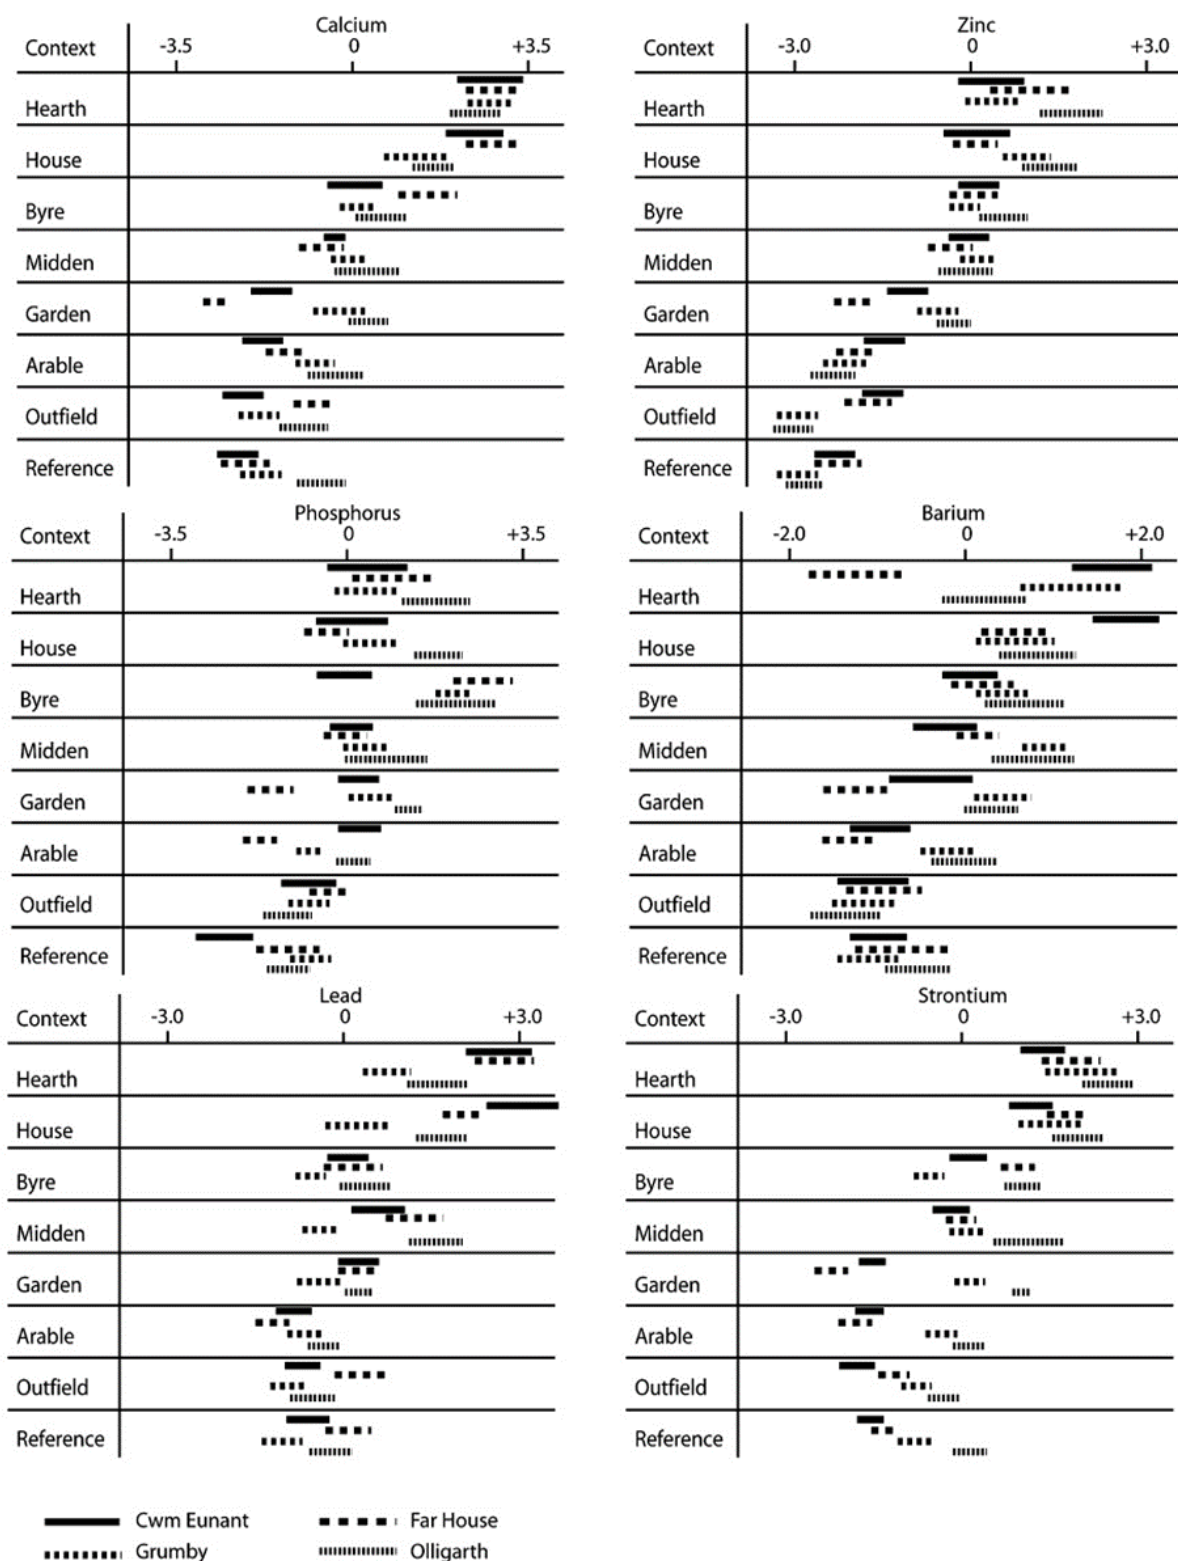 Calcium
Context -3.5 0 +3.5
Hearth
House
Byre
Midden
Garden
Arable
Outfield
Reference
Zinc
Context -3.0 0 +3.0
Hearth
House
Byre
Midden
Garden
Arable
Outfield
Reference
Phosphorus
Context -3.5 0 +3.5
Hearth
House
Byre
Midden
Garden
Arable
Outfield
Reference
Barium
Context -2.0 0 +2.0
Hearth
House
Byre
Midden
Garden
Arable
Outfield
Reference
Lead
Context -3.0 0 +3.0
Hearth
House
Byre
Midden
Garden
Arable
Outfield
Reference
Strontium
Context -3.0 0 +3.0
Hearth
House
Byre
Midden
Garden
Arable
Outfield
Reference
Cwm Eunant Far House
Grumby Olligarth